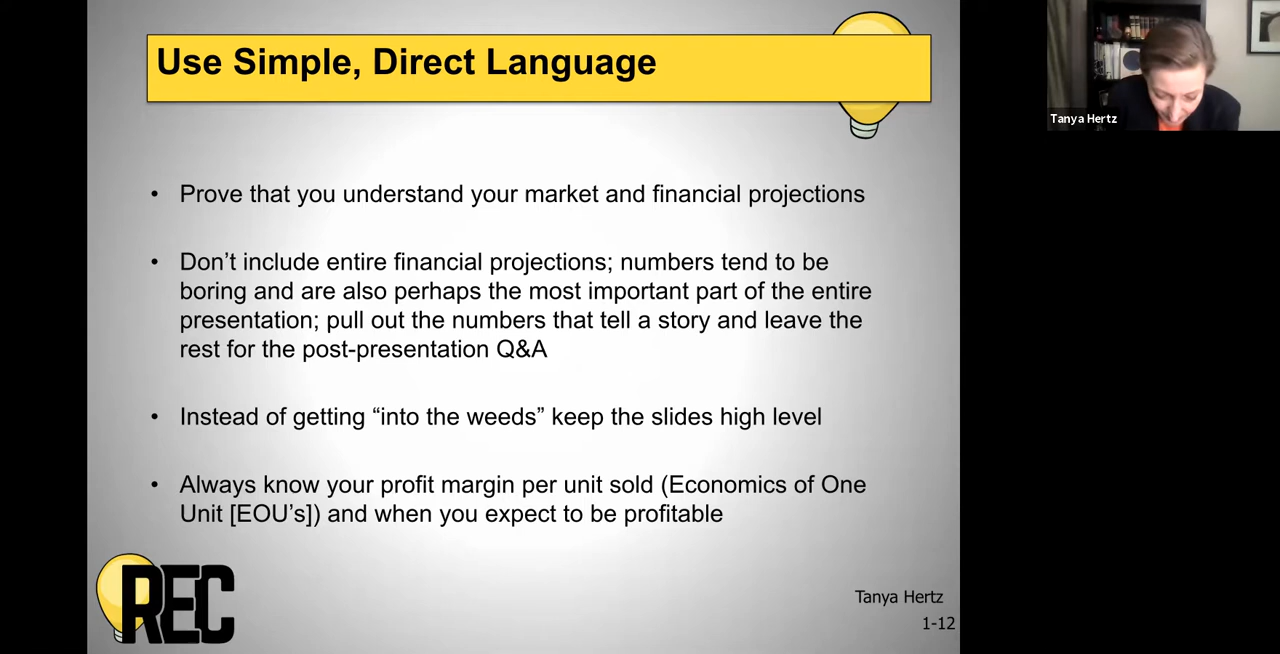 Use Simple, Direct Language
Tanya Hertz
• Prove that you understand your market and financial projections
• Don’t include entire financial projections; numbers tend to be
boring and are also perhaps the most important part of the entire
presentation; pull out the numbers that tell a story and leave the
rest for the post-presentation Q&A
• Instead of getting “into the weeds” keep the slides high level
• Always know your profit margin per unit sold (Economics of One
Unit [EOU’s]) and when you expect to be profitable
REC
Tanya Hertz
1-12